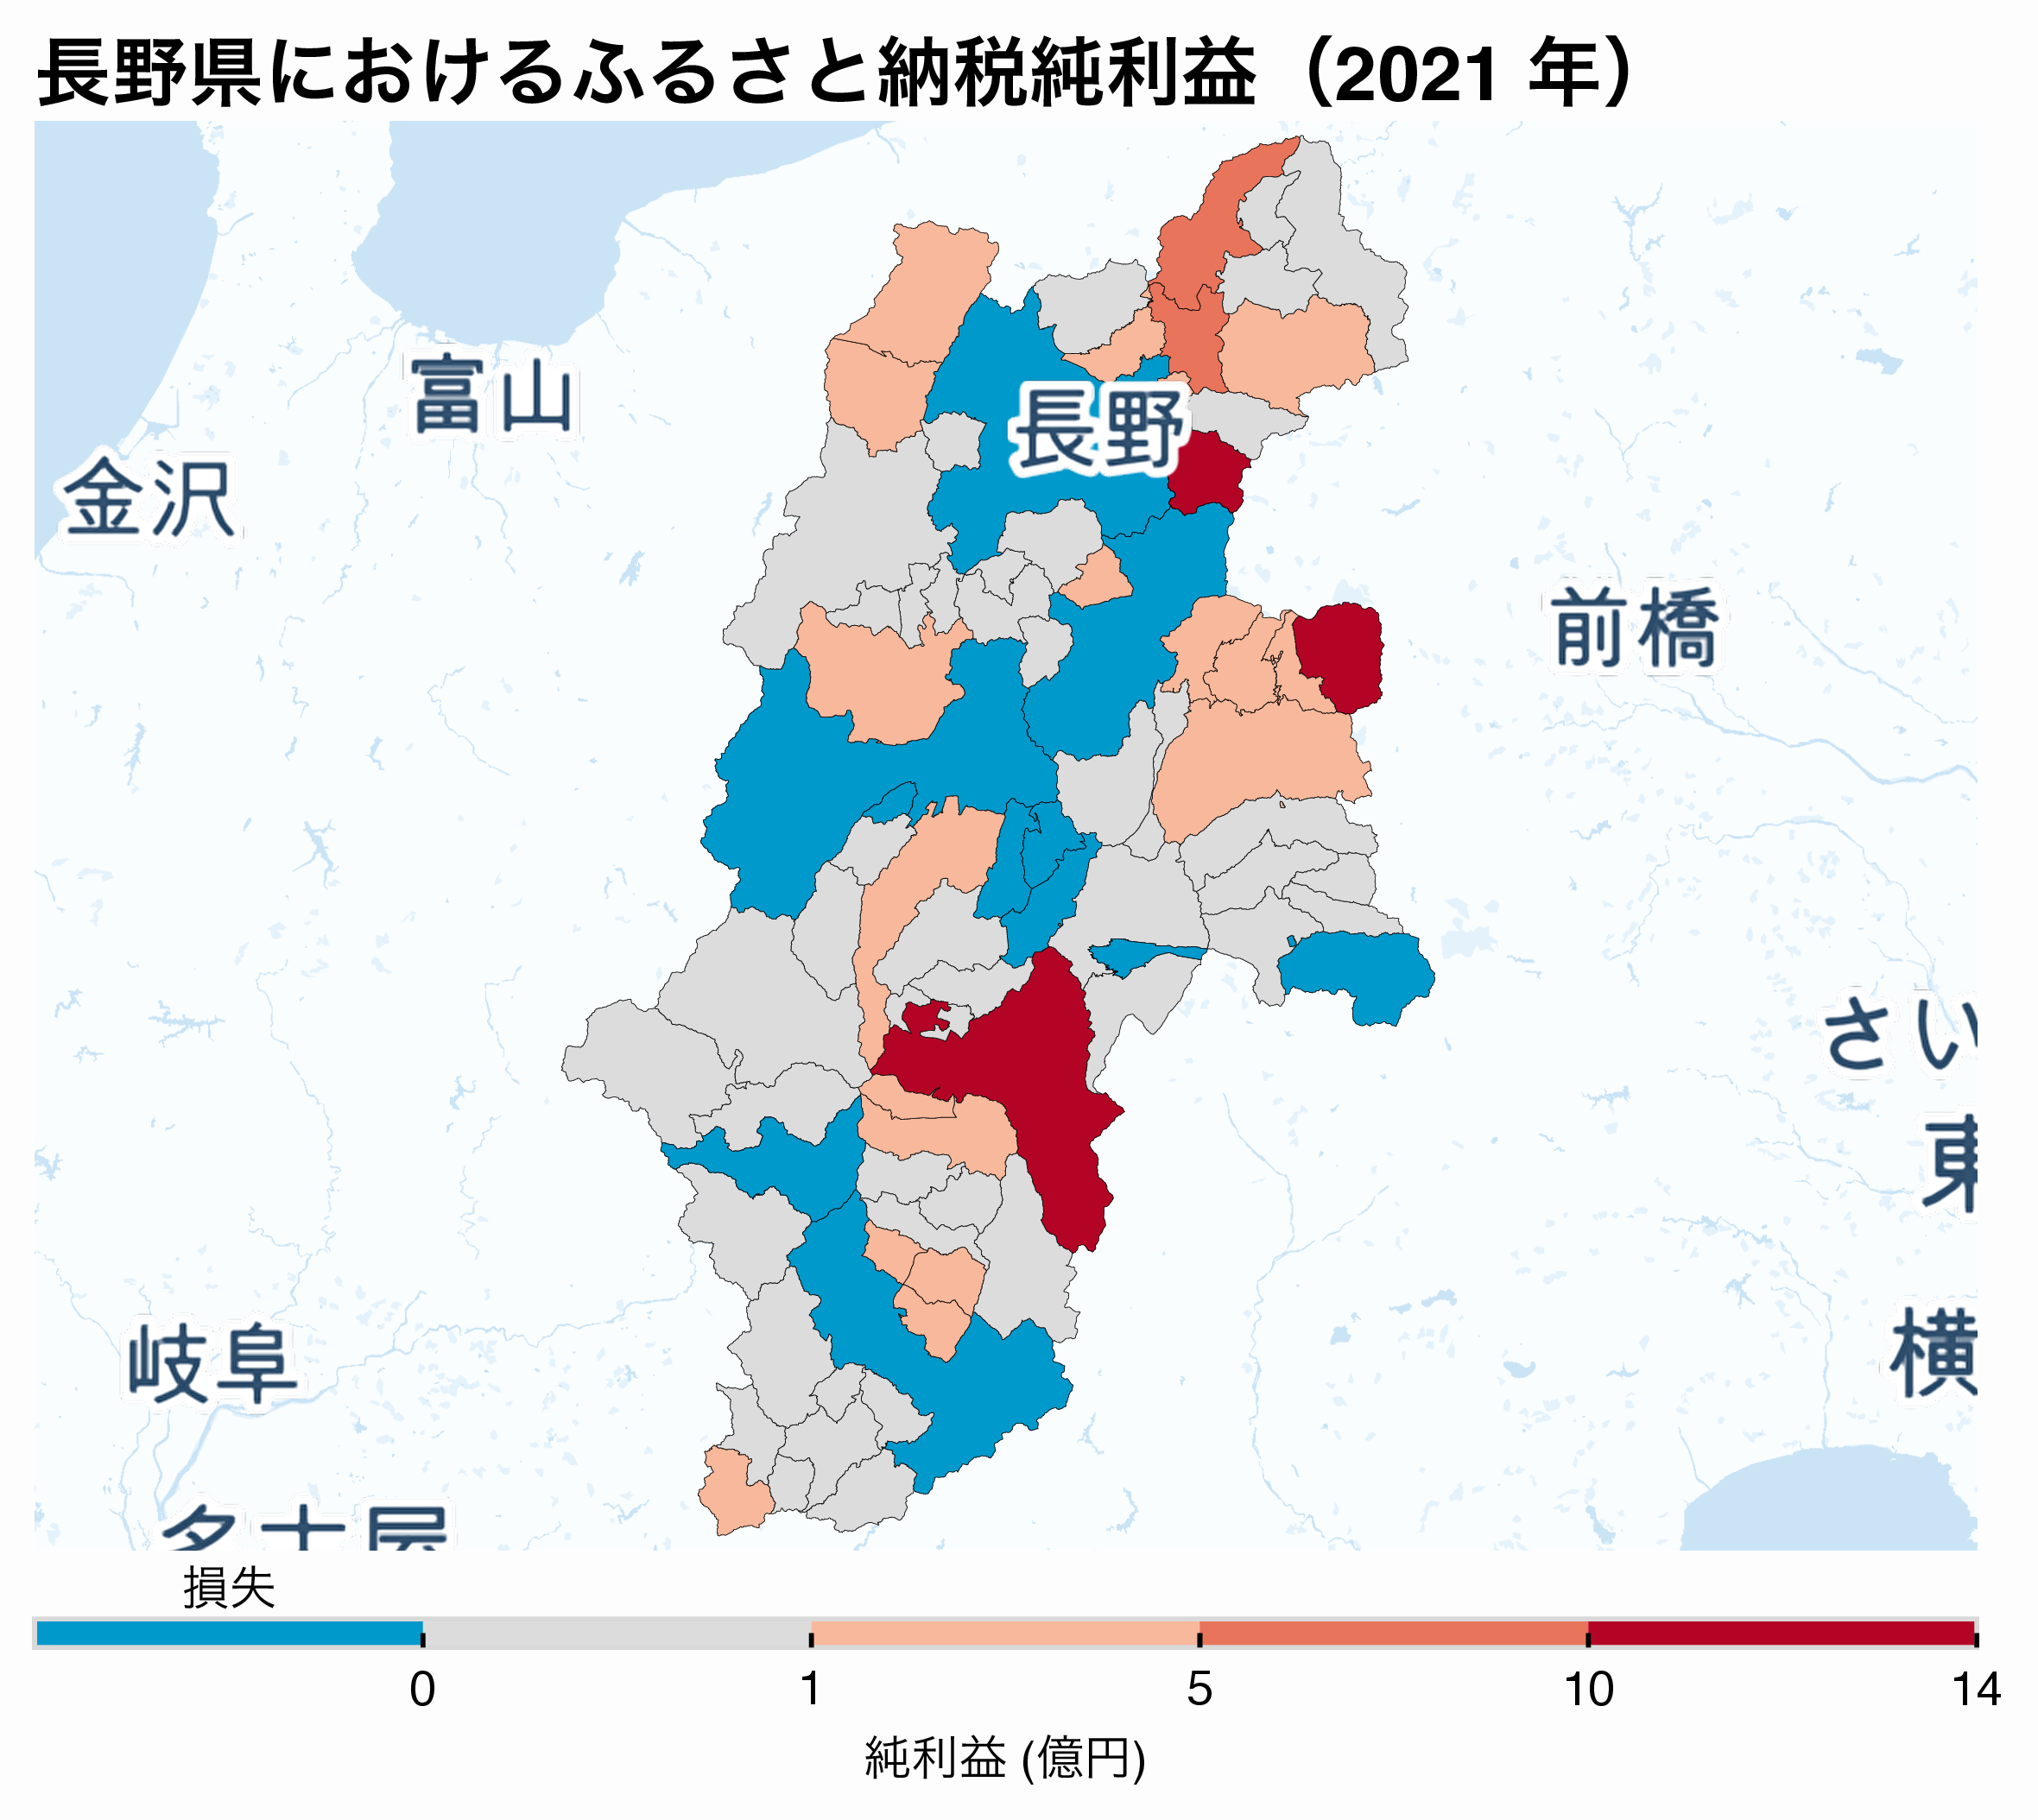 長野県におけるふるさと納税純利益（2021 年）
富山
長野
金沢
前橋
さい
東
横
岐阜
名古屋
損失
0 1 5 10 14
純利益 (億円)